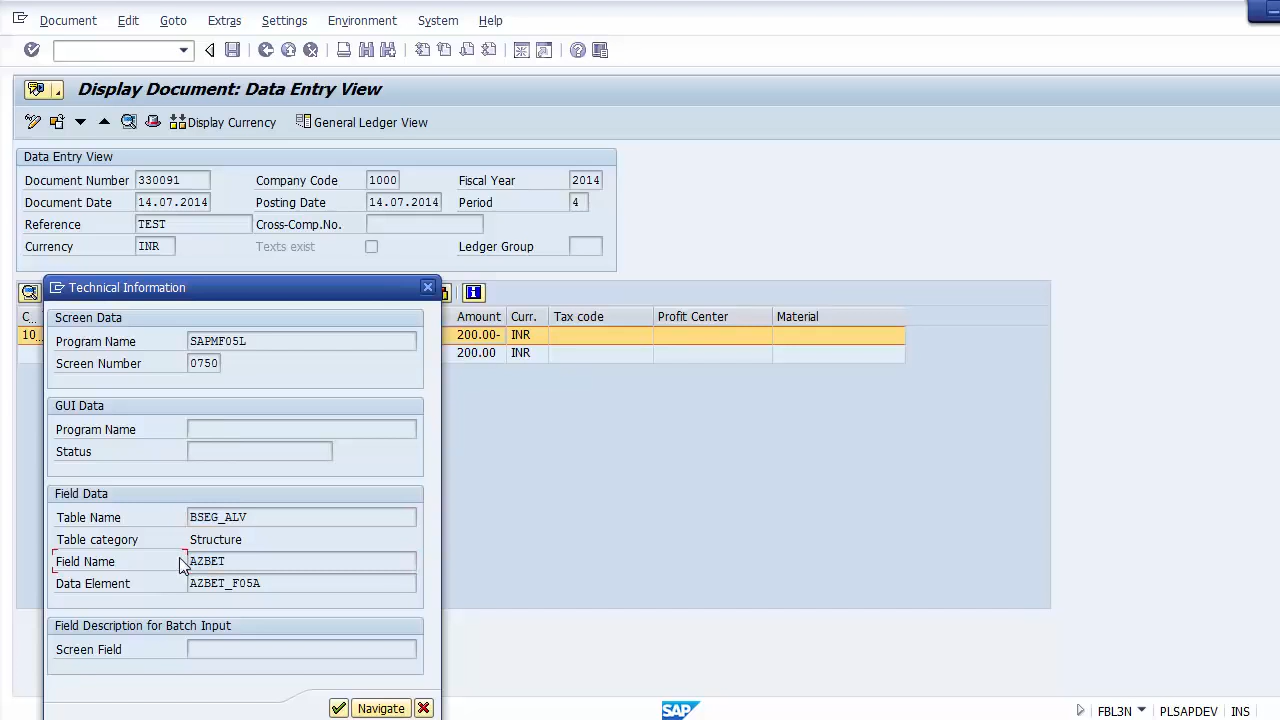 Document Edit Goto Extras Settings Environment System Help
Display Document: Data Entry View
Display Currency General Ledger View
Data Entry View
Document Number 330091 Company Code 1000 Fiscal Year 2014
Document Date 14.07.2014 Posting Date 14.07.2014 Period 4
Reference TEST Cross-Comp.No.
Currency INR Texts exist Ledger Group
Technical Information
C... Amount Curr. Tax code Profit Center Material
10... 200.00- INR
200.00 INR
Screen Data
Program Name SAPMF05L
Screen Number 0750
GUI Data
Program Name
Status
Field Data
Table Name BSEG_ALV
Table category Structure
Field Name AZBET
Data Element AZBET_F05A
Field Description for Batch Input
Screen Field
Navigate
SAP FBL3N PLSAPDEV INS